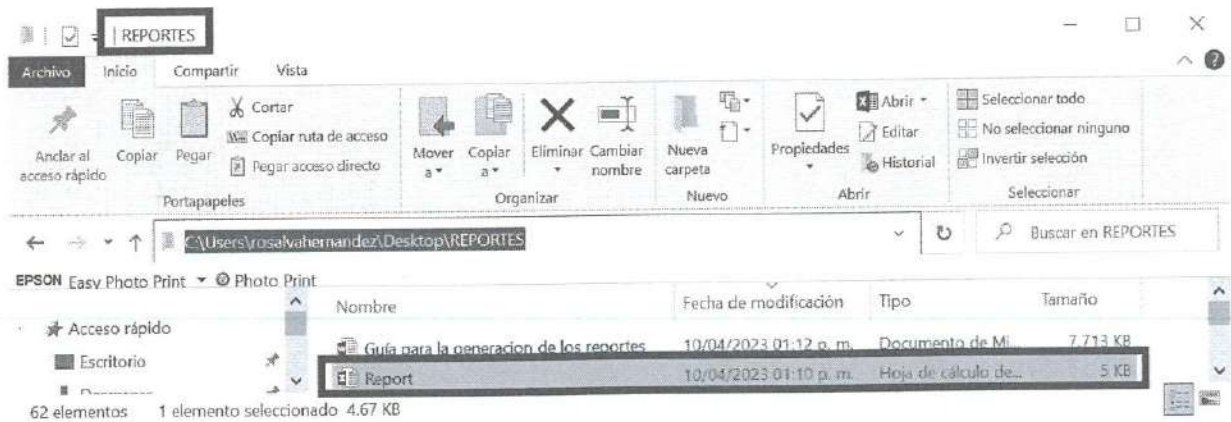 REPORTES
Archivo Inicio Compartir Vista
Anclar al acceso rápido
Copiar
Pegar
Cortar
Copiar ruta de acceso
Pegar acceso directo
Portapapeles
Mover a
Copiar a
Eliminar
Cambiar nombre
Organizar
Nueva carpeta
Nuevo
Propiedades
Abrir
Editar
Historial
Abrir
Seleccionar todo
No seleccionar ninguno
Invertir selección
Seleccionar
C:\Users\rosalvahernandez\Desktop\REPORTES
Buscar en REPORTES
EPSON Easy Photo Print Photo Print
Nombre Fecha de modificación Tipo Tamaño
Acceso rápido
Escritorio
Guía para la generacion de los reportes 10/04/2023 01:12 p. m. Documento de Mi... 7,713 KB
Report 10/04/2023 01:10 p. m. Hoja de cálculo de... 5 KB
62 elementos 1 elemento seleccionado 4.67 KB